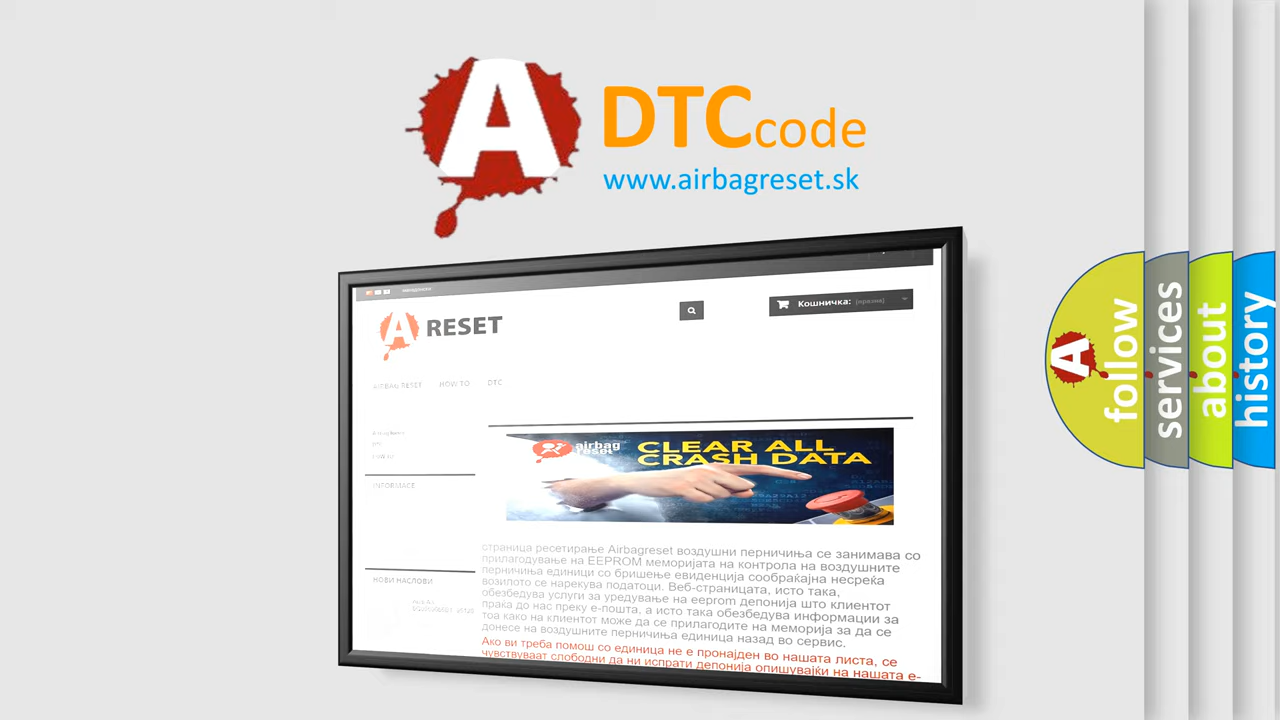 A
DTCcode
www.airbagreset.sk
Кошничка: (празна)
A RESET
AIRBAG RESET HOW TO DTC
airbag
reset
CLEAR ALL
CRASH DATA
INFORMACE
страница ресетирање Airbagreset воздушни перничиња се занимава со
прилагодување на EEPROM меморијата на контрола на воздушните
перничиња единици со бришење евиденција сообраќајна несреќа
возилото се нарекува податоци. Веб-страницата, исто така,
обезбедува услуги за уредување на eeprom депонија што клиентот
праќа до нас преку е-пошта, а исто така обезбедува информации за
тоа како на клиентот може да се прилагодите на меморија за да се
донесе на воздушните перничиња единица назад во сервис.
Ако ви треба помош со единица не е пронајден во нашата листа, се
чувствуваат слободни да ни испрати депонија опишувајќи на нашата е-
НОВИ НАСЛОВИ
A
follow
services
about
history